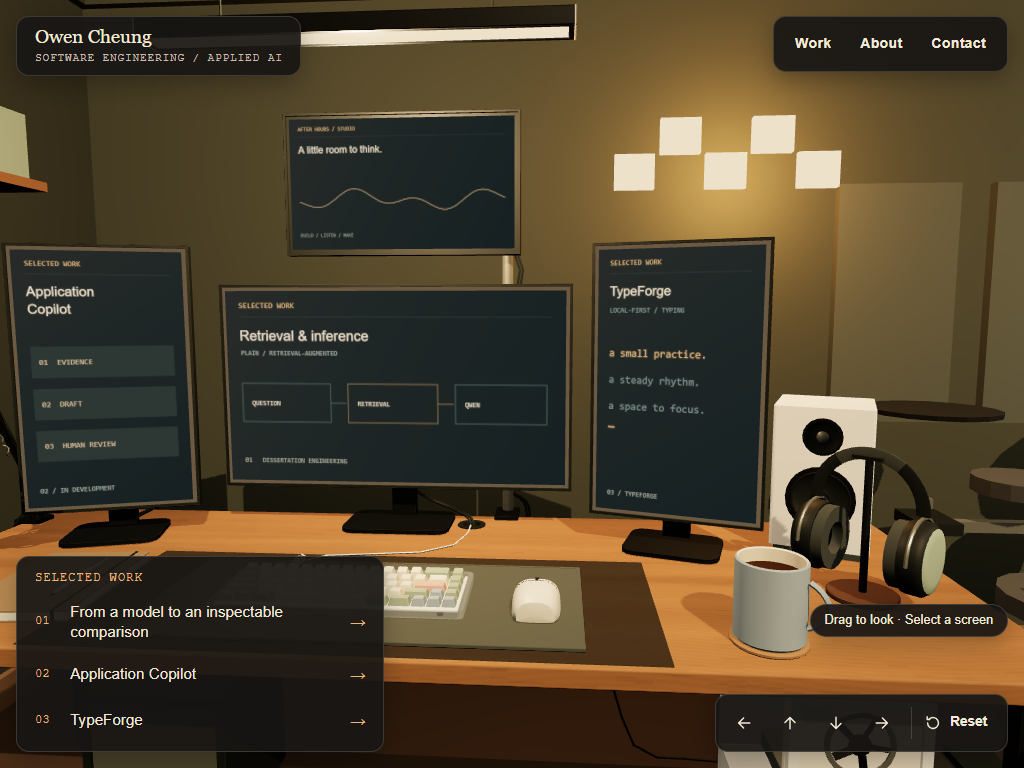 Owen Cheung
SOFTWARE ENGINEERING / APPLIED AI
Work
About
Contact
AFTER HOURS / STUDIO
A little room to think.
BUILD / LISTEN / MAKE
SELECTED WORK
Application
Copilot
01 EVIDENCE
02 DRAFT
03 HUMAN REVIEW
02 / IN DEVELOPMENT
SELECTED WORK
Retrieval & inference
PLAIN / RETRIEVAL-AUGMENTED
QUESTION
RETRIEVAL
QWEN
01 DISSERTATION ENGINEERING
SELECTED WORK
TypeForge
LOCAL-FIRST / TYPING
a small practice.
a steady rhythm.
a space to focus.
03 / TYPEFORGE
SELECTED WORK
01 From a model to an inspectable
comparison →
02 Application Copilot →
03 TypeForge →
Drag to look · Select a screen
← ↑ ↓ → Reset